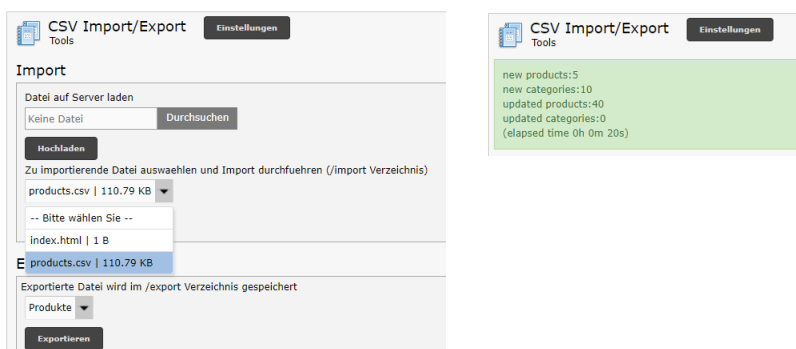 CSV Import/Export
Einstellungen
Tools
Import
Datei auf Server laden
Keine Datei
Durchsuchen
Hochladen
Zu importierende Datei auswaehlen und Import durchfuehren (/import Verzeichnis)
products.csv | 110.79 KB
-- Bitte wählen Sie --
index.html | 1 B
products.csv | 110.79 KB
E
Exportierte Datei wird im /export Verzeichnis gespeichert
Produkte
Exportieren
CSV Import/Export
Einstellungen
Tools
new products:5
new categories:10
updated products:40
updated categories:0
(elapsed time 0h 0m 20s)